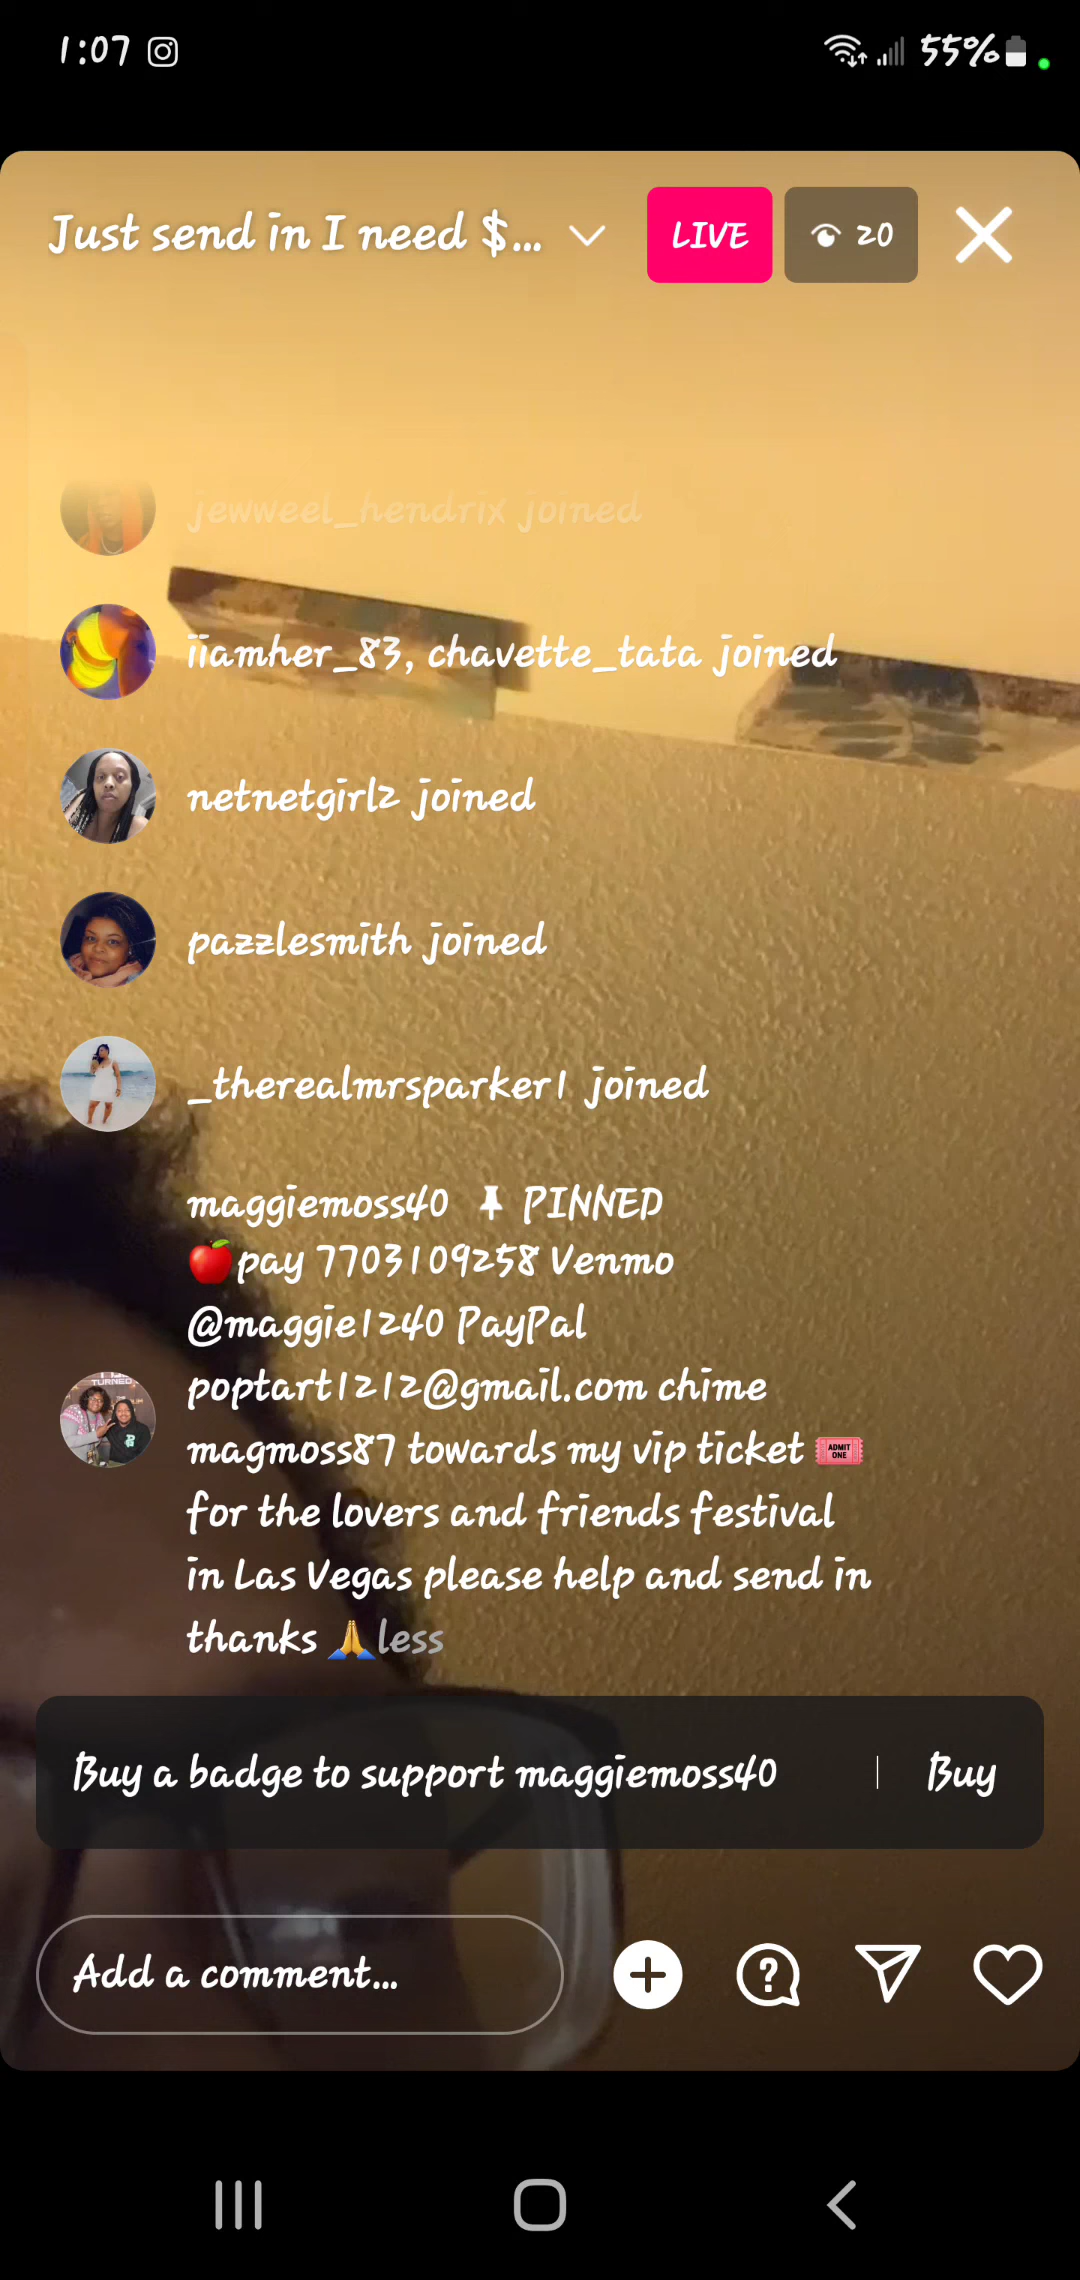 1:07
55%
Just send in I need $...
LIVE
20
jewweel_hendrix joined
iiamher_83, chavette_tata joined
netnetgirl2 joined
pazzlesmith joined
_therealmrsparker1 joined
maggiemoss40 📌 PINNED
🍎pay 7703109258 Venmo
@maggie1240 PayPal
poptart1212@gmail.com chime
magmoss87 towards my vip ticket 🎟️
for the lovers and friends festival
in Las Vegas please help and send in
thanks 🙏less
Buy a badge to support maggiemoss40 | Buy
Add a comment...